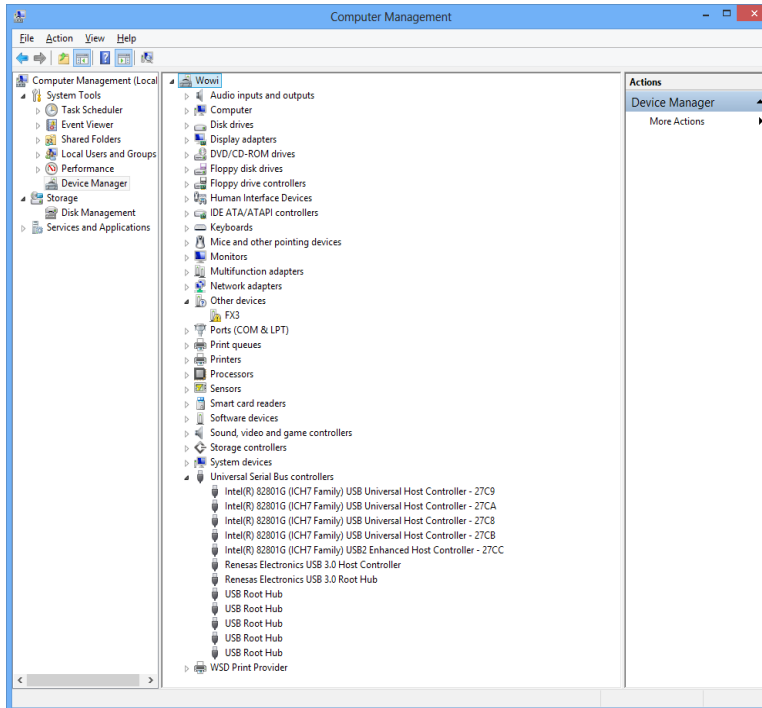 Computer Management
File Action View Help
Computer Management (Local
System Tools
Task Scheduler
Event Viewer
Shared Folders
Local Users and Groups
Performance
Device Manager
Storage
Disk Management
Services and Applications
Wowi
Audio inputs and outputs
Computer
Disk drives
Display adapters
DVD/CD-ROM drives
Floppy disk drives
Floppy drive controllers
Human Interface Devices
IDE ATA/ATAPI controllers
Keyboards
Mice and other pointing devices
Monitors
Multifunction adapters
Network adapters
Other devices
FX3
Ports (COM & LPT)
Print queues
Printers
Processors
Sensors
Smart card readers
Software devices
Sound, video and game controllers
Storage controllers
System devices
Universal Serial Bus controllers
Intel(R) 82801G (ICH7 Family) USB Universal Host Controller - 27C9
Intel(R) 82801G (ICH7 Family) USB Universal Host Controller - 27CA
Intel(R) 82801G (ICH7 Family) USB Universal Host Controller - 27C8
Intel(R) 82801G (ICH7 Family) USB Universal Host Controller - 27CB
Intel(R) 82801G (ICH7 Family) USB2 Enhanced Host Controller - 27CC
Renesas Electronics USB 3.0 Host Controller
Renesas Electronics USB 3.0 Root Hub
USB Root Hub
USB Root Hub
USB Root Hub
USB Root Hub
USB Root Hub
WSD Print Provider
Actions
Device Manager
More Actions